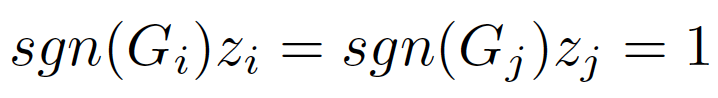 sgn(G_i)z_i = sgn(G_j)z_j = 1